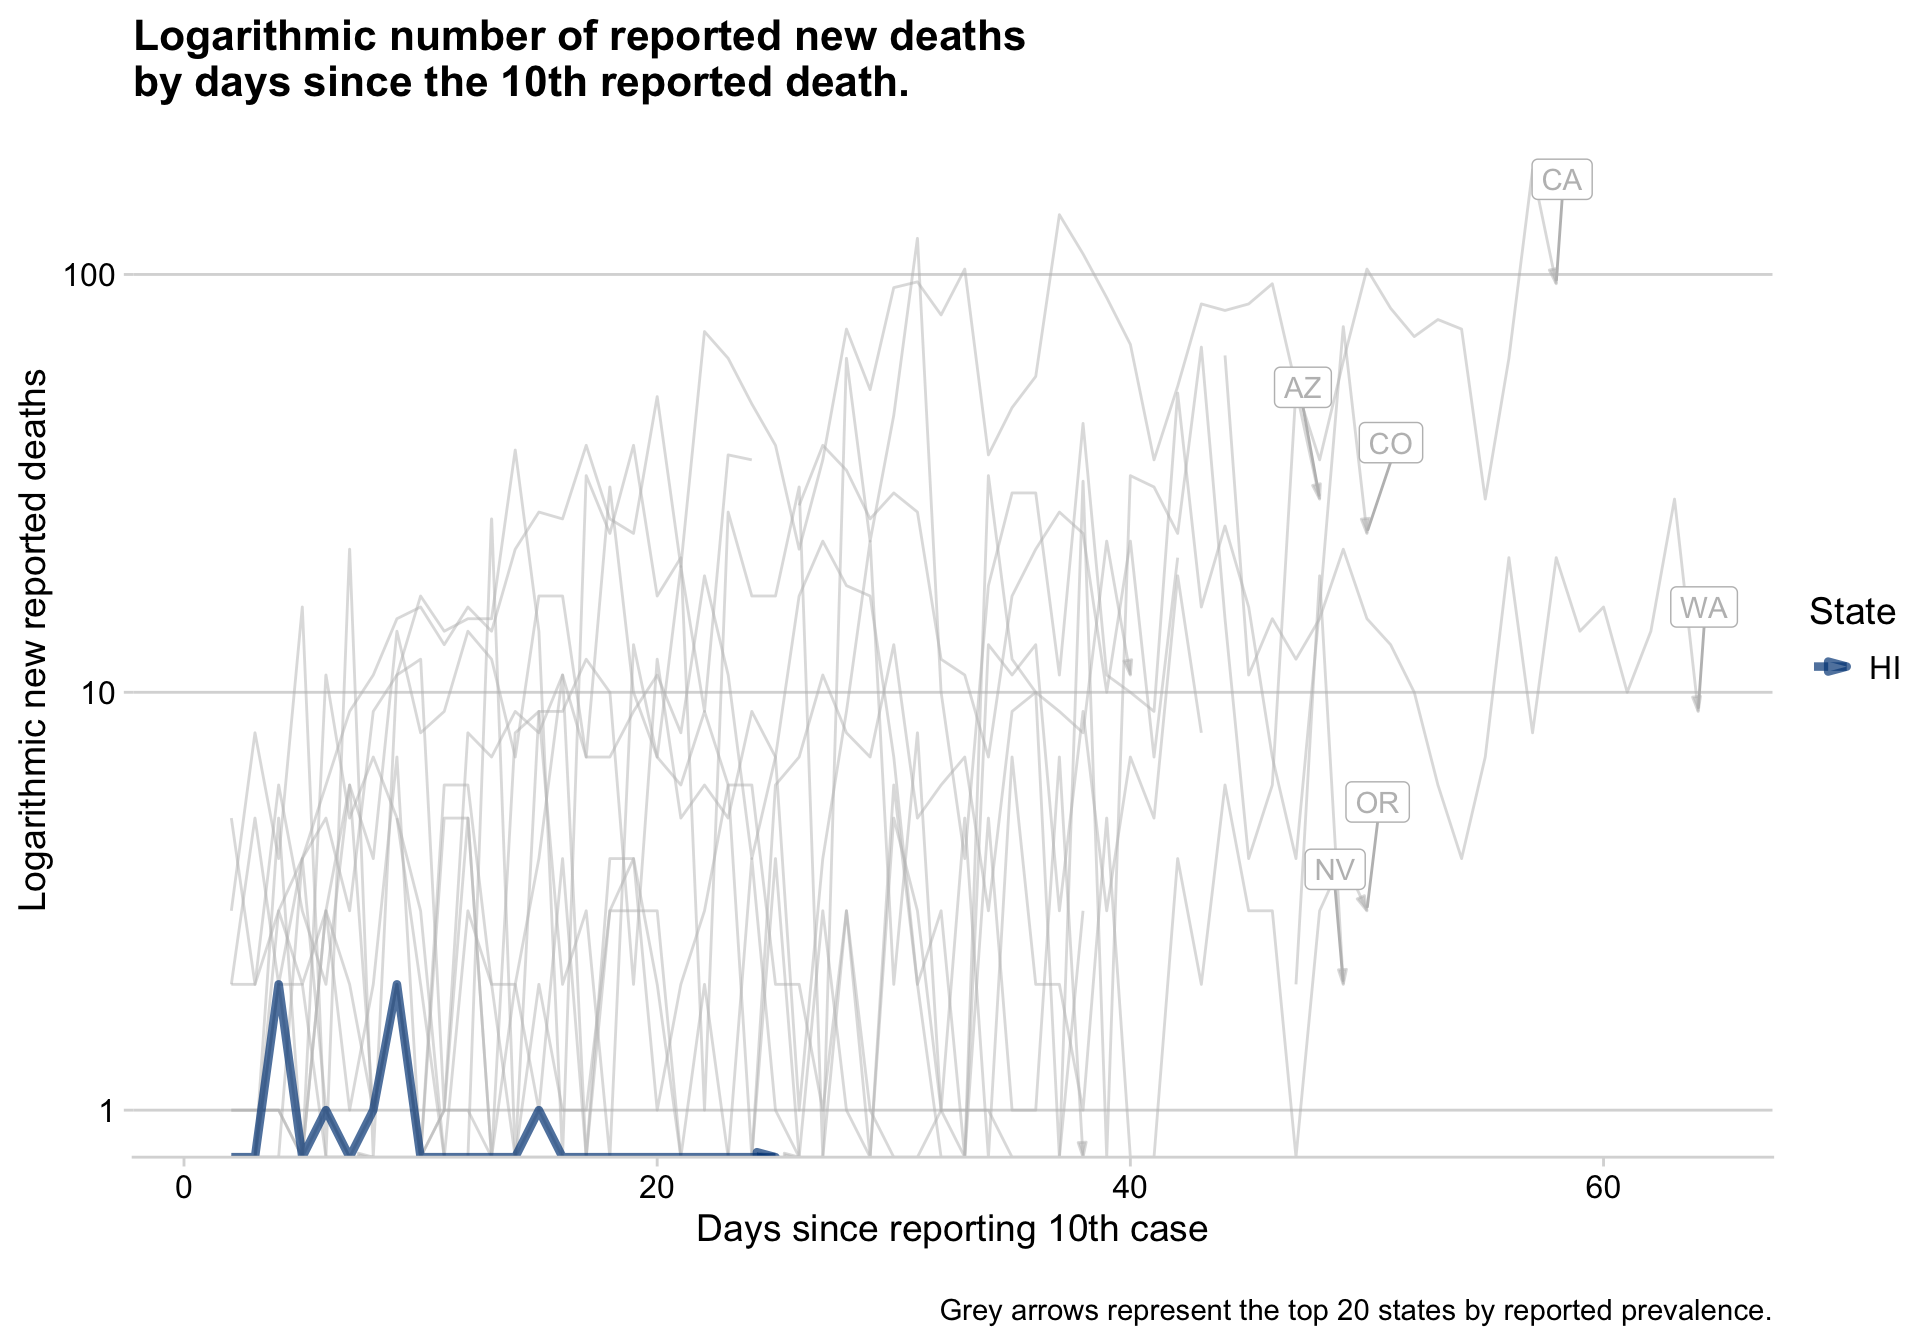 Logarithmic number of reported new deaths
by days since the 10th reported death.
CA
100
AZ
CO
WA
State
HI
10
OR
NV
1
0 20 40 60
Logarithmic new reported deaths
Days since reporting 10th case
Grey arrows represent the top 20 states by reported prevalence.